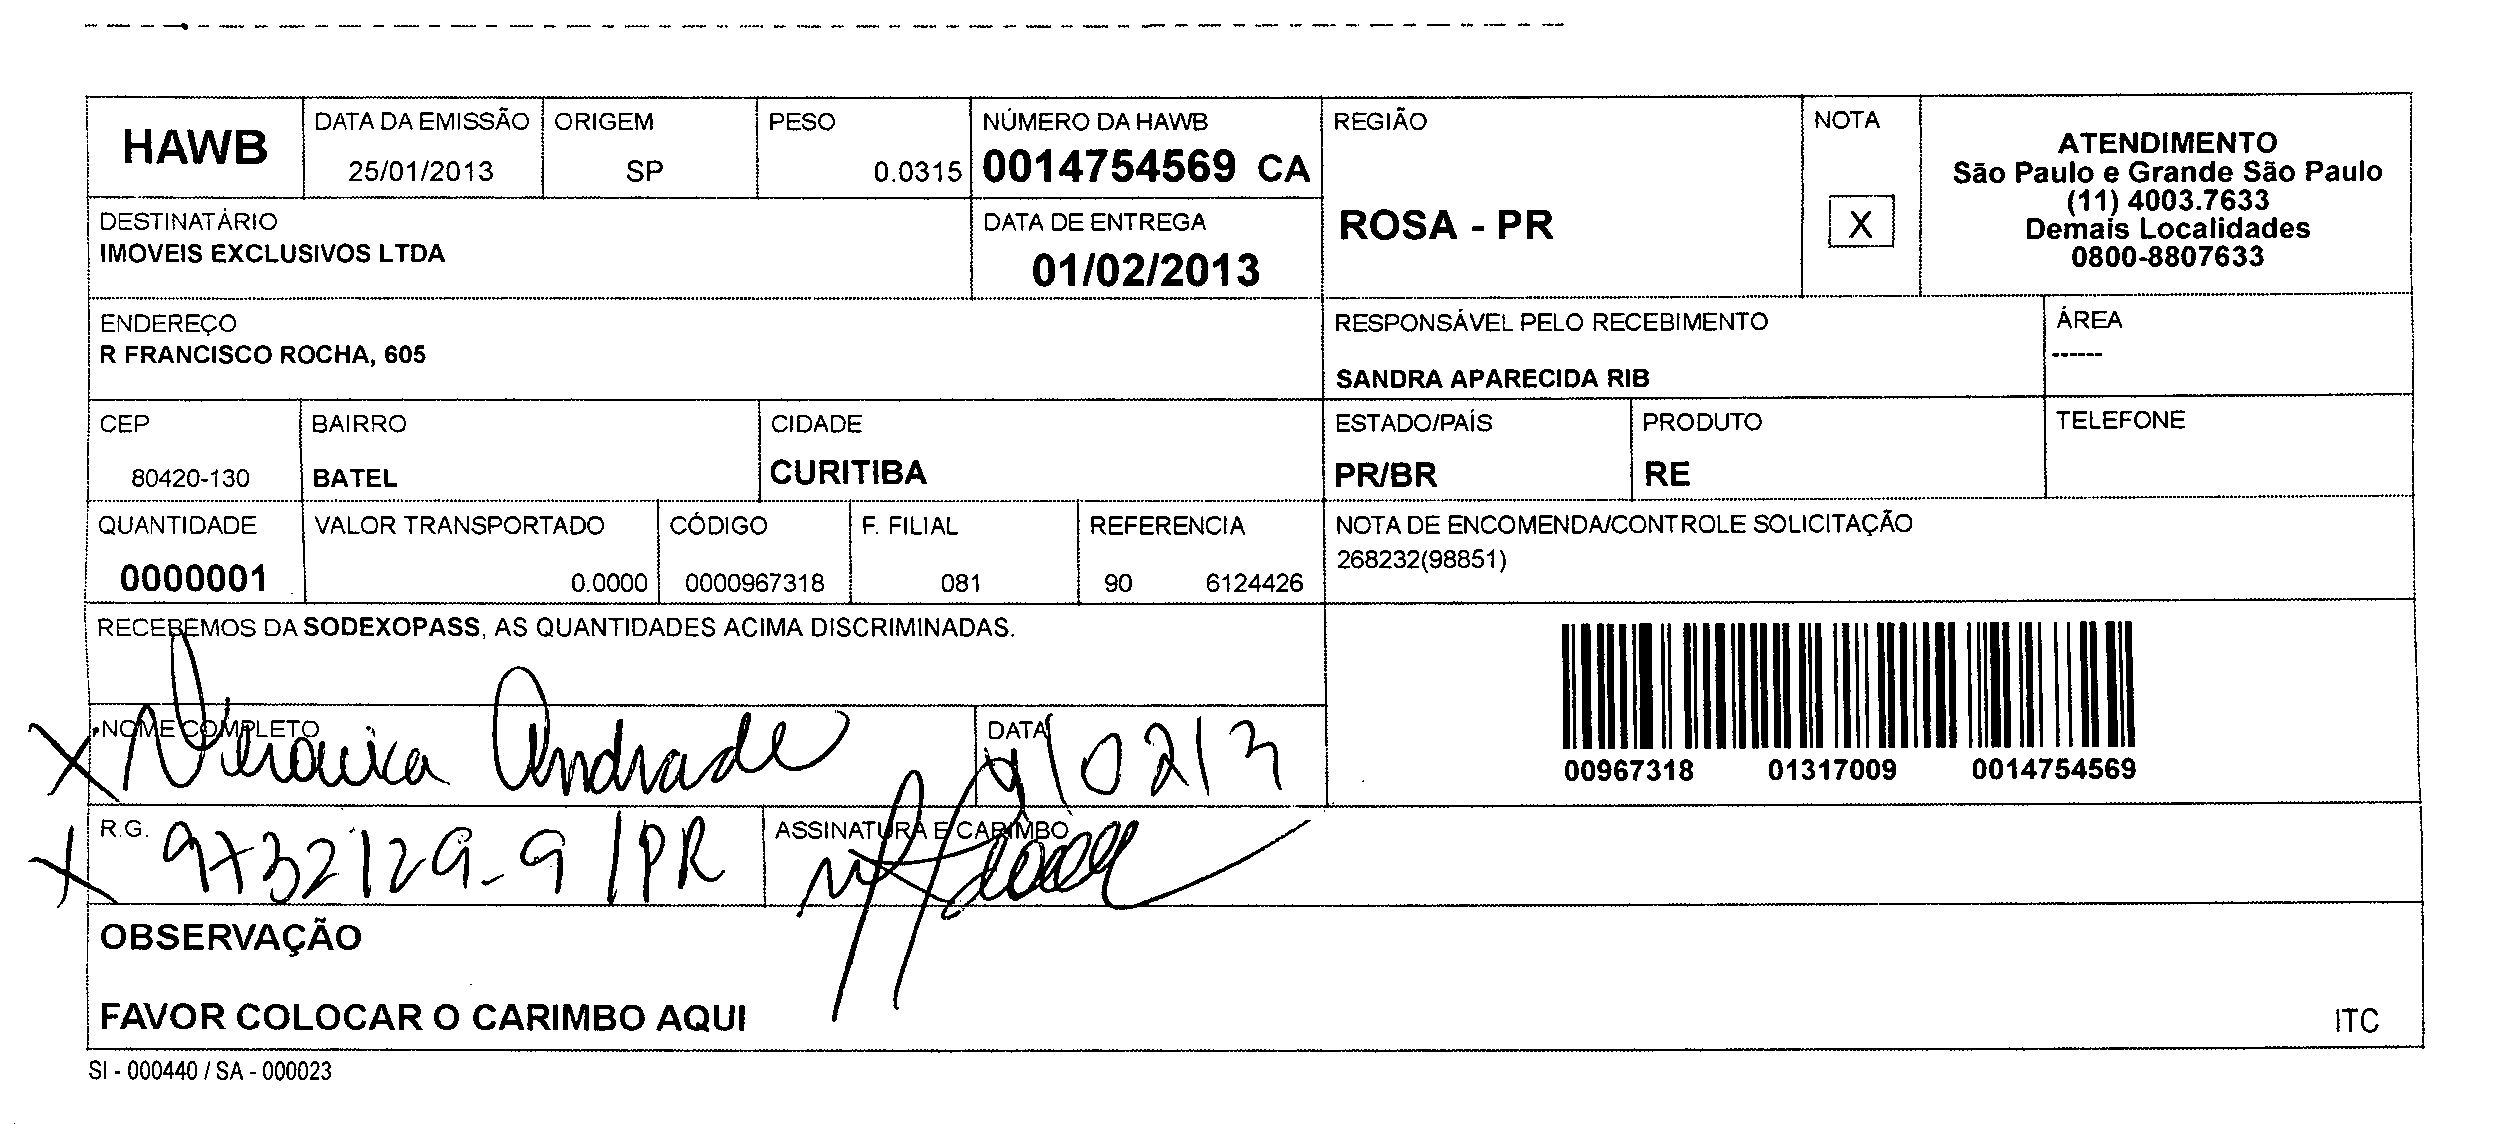 HAWB
DATA DA EMISSÃO
25/01/2013
ORIGEM
SP
PESO
0.0315
NÚMERO DA HAWB
0014754569 CA
REGIÃO
ROSA - PR
NOTA
X
ATENDIMENTO
São Paulo e Grande São Paulo
(11) 4003.7633
Demais Localidades
0800-8807633
DESTINATÁRIO
IMOVEIS EXCLUSIVOS LTDA
DATA DE ENTREGA
01/02/2013
ENDEREÇO
R FRANCISCO ROCHA, 605
RESPONSÁVEL PELO RECEBIMENTO
SANDRA APARECIDA RIB
ÁREA
------
CEP
80420-130
BAIRRO
BATEL
CIDADE
CURITIBA
ESTADO/PAÍS
PR/BR
PRODUTO
RE
TELEFONE
QUANTIDADE
0000001
VALOR TRANSPORTADO
0.0000
CÓDIGO
0000967318
F. FILIAL
081
REFERENCIA
90 6124426
NOTA DE ENCOMENDA/CONTROLE SOLICITAÇÃO
268232(98851)
RECEBEMOS DA SODEXOPASS, AS QUANTIDADES ACIMA DISCRIMINADAS.
NOME COMPLETO
X Veronica Andrade
DATA
00967318 01317009 0014754569
R.G.
X 9732129-9 /PR
ASSINATURA E CARIMBO
OBSERVAÇÃO
FAVOR COLOCAR O CARIMBO AQUI
ITC
SI - 000440 / SA - 000023